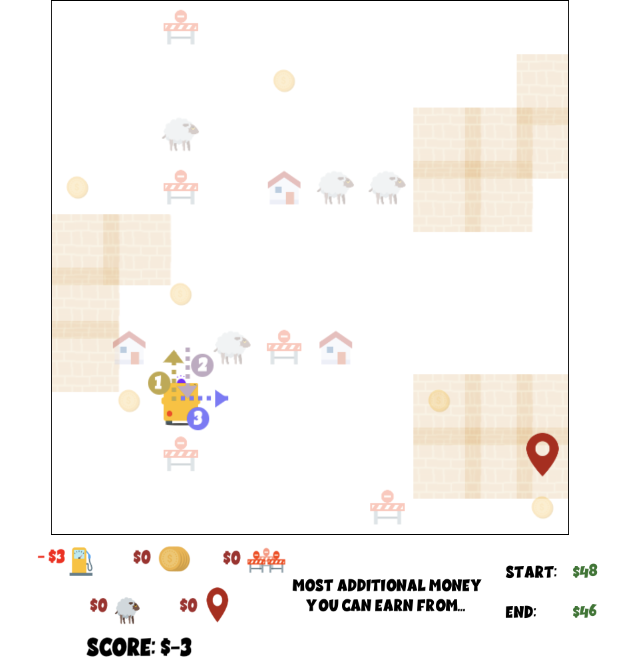 1
2
3
- $3
$0
$0
$0
$0
SCORE: $-3
MOST ADDITIONAL MONEY
YOU CAN EARN FROM...
START: $48
END: $46